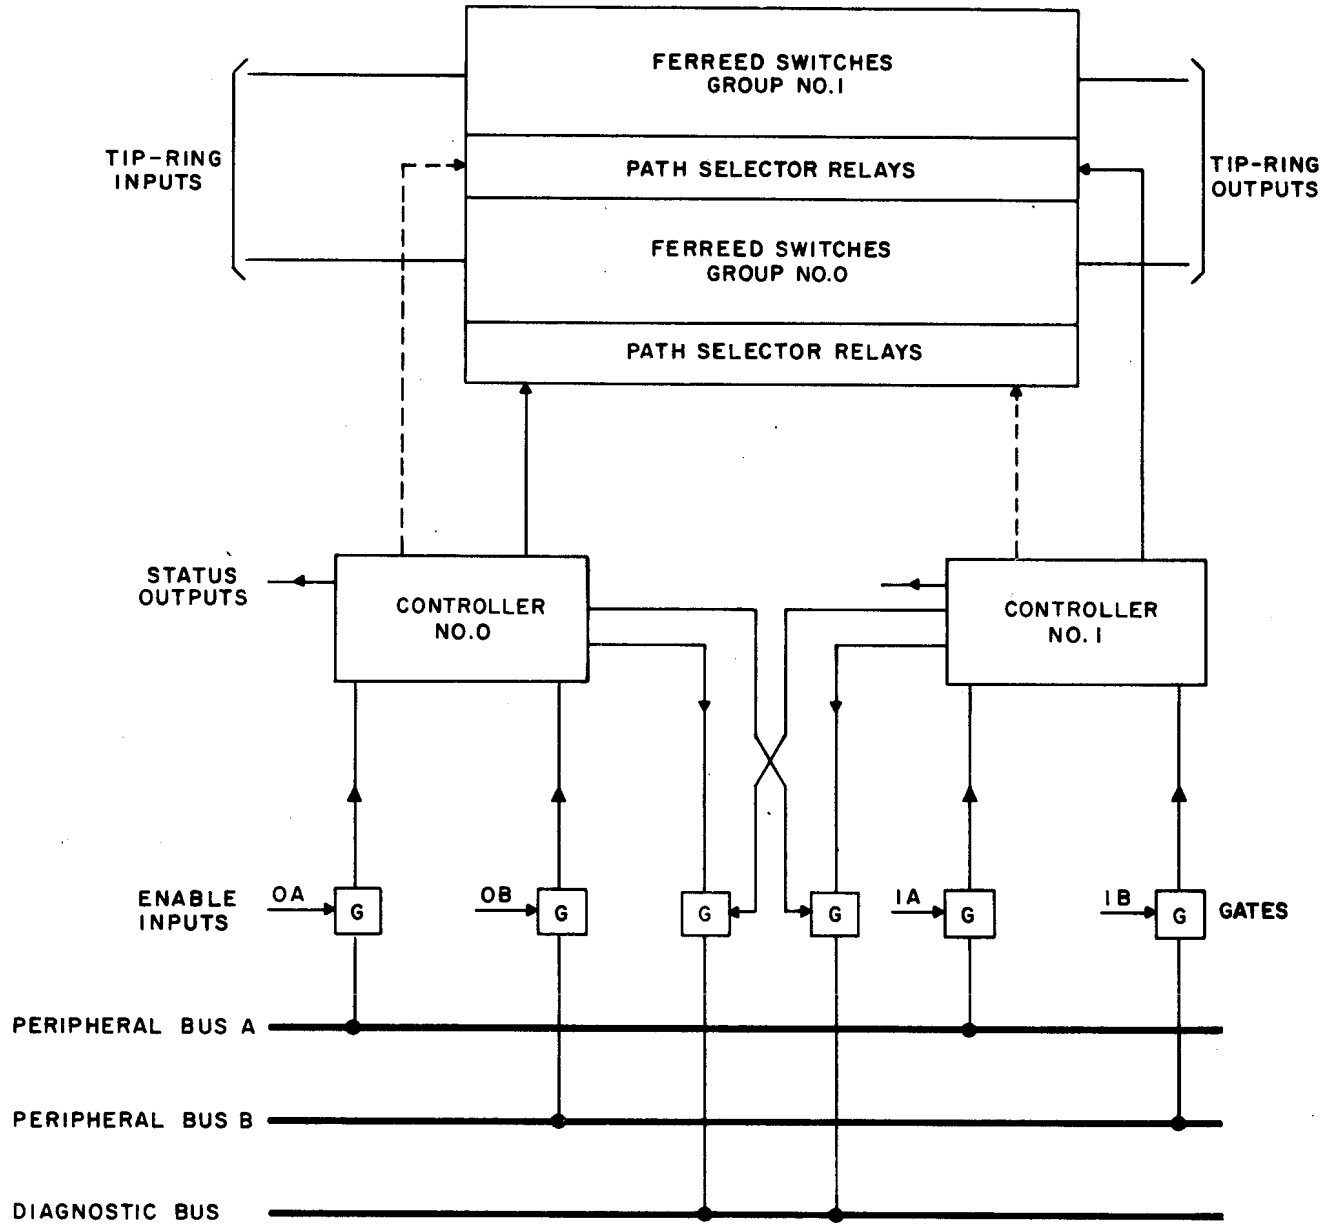 FERREED SWITCHES
GROUP NO.1
TIP-RING
INPUTS
PATH SELECTOR RELAYS
TIP-RING
OUTPUTS
FERREED SWITCHES
GROUP NO.0
PATH SELECTOR RELAYS
STATUS
OUTPUTS
CONTROLLER
NO.0
CONTROLLER
NO.1
ENABLE
INPUTS
0A
G
0B
G
G
G
1A
G
1B
G
GATES
PERIPHERAL BUS A
PERIPHERAL BUS B
DIAGNOSTIC BUS